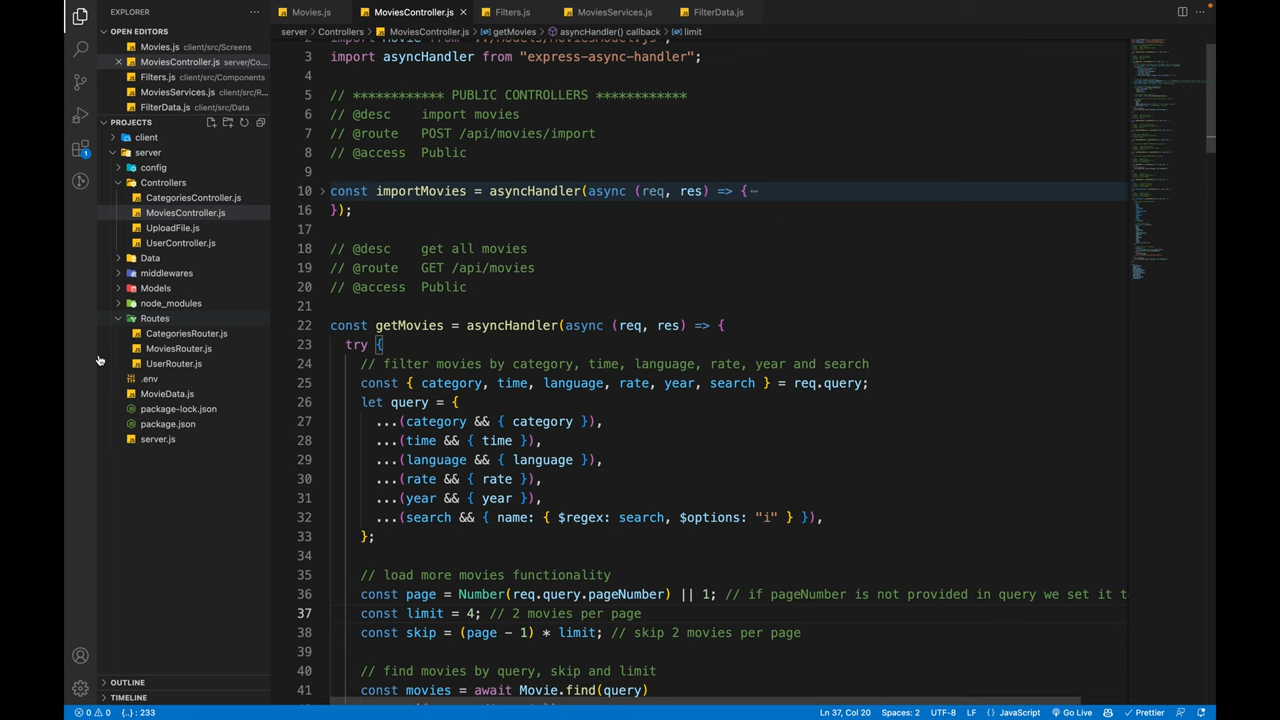 EXPLORER
OPEN EDITORS
Movies.js client/src/Screens
MoviesController.js server/Co...
Filters.js client/src/Components
MoviesServices.js client/src/R...
FilterData.js client/src/Data
PROJECTS
client
server
config
Controllers
CategoriesController.js
MoviesController.js
UploadFile.js
UserController.js
Data
middlewares
Models
node_modules
Routes
CategoriesRouter.js
MoviesRouter.js
UserRouter.js
.env
MovieData.js
package-lock.json
package.json
server.js
OUTLINE
TIMELINE
1
Movies.js MoviesController.js Filters.js MoviesServices.js FilterData.js
server > Controllers > MoviesController.js > getMovies > asyncHandler() callback > limit
3 import asyncHandler from "express-async-handler";
4
5 // ************PUBLIC CONTROLLERS ************
6 // @desc import movies
7 // @route POST /api/movies/import
8 // @access Public
9
10 const importMovies = asyncHandler(async (req, res) => {
16 });
17
18 // @desc get all movies
19 // @route GET /api/movies
20 // @access Public
21
22 const getMovies = asyncHandler(async (req, res) => {
23 try {
24 // filter movies by category, time, language, rate, year and search
25 const { category, time, language, rate, year, search } = req.query;
26 let query = {
27 ...(category && { category }),
28 ...(time && { time }),
29 ...(language && { language }),
30 ...(rate && { rate }),
31 ...(year && { year }),
32 ...(search && { name: { $regex: search, $options: "i" } }),
33 };
34
35 // load more movies functionality
36 const page = Number(req.query.pageNumber) || 1; // if pageNumber is not provided in query we set it t
37 const limit = 4; // 2 movies per page
38 const skip = (page - 1) * limit; // skip 2 movies per page
39
40 // find movies by query, skip and limit
41 const movies = await Movie.find(query)
0 0 {..} : 233 Ln 37, Col 20 Spaces: 2 UTF-8 LF {} JavaScript Go Live Prettier